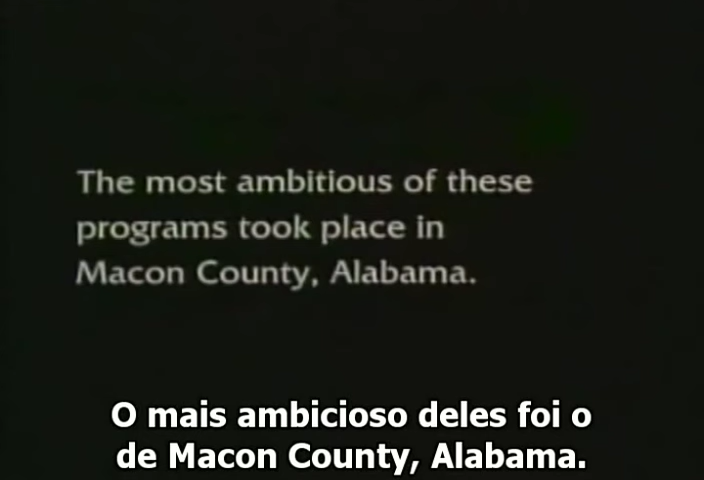 The most ambitious of these
programs took place in
Macon County, Alabama.
O mais ambicioso deles foi o
de Macon County, Alabama.